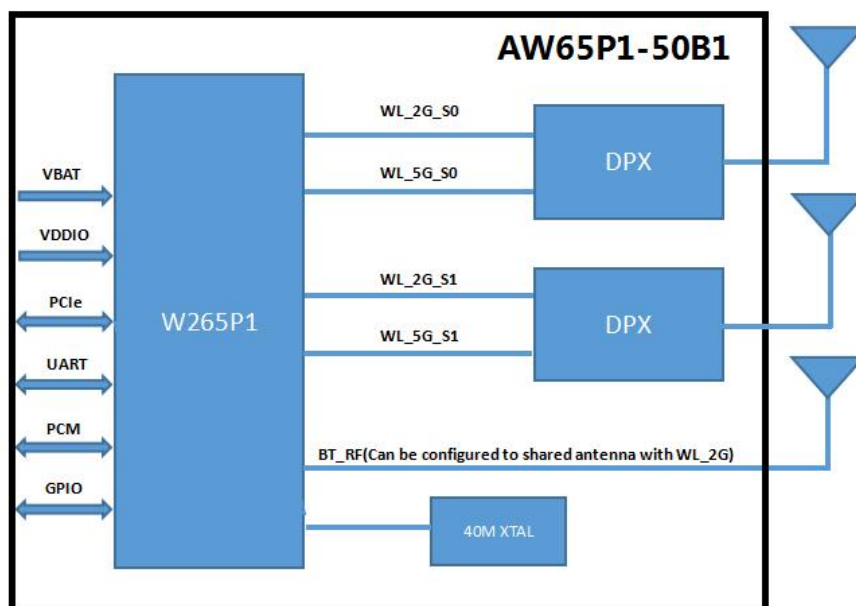 AW65P1-50B1
VBAT
VDDIO
PCIe
UART
PCM
GPIO
W265P1
WL_2G_S0
WL_5G_S0
DPX
WL_2G_S1
WL_5G_S1
DPX
BT_RF(Can be configured to shared antenna with WL_2G)
40M XTAL